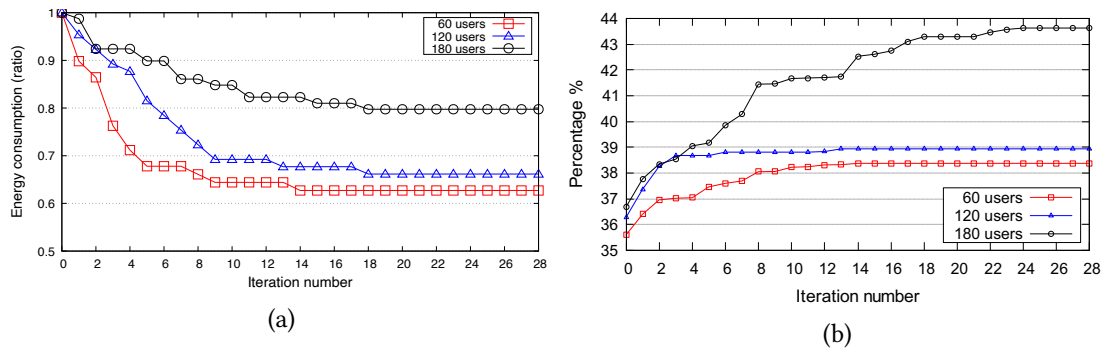 Energy consumption (ratio)
1
0.9
0.8
0.7
0.6
0.5
60 users
120 users
180 users
0 2 4 6 8 10 12 14 16 18 20 22 24 26 28
Iteration number
(a)
Percentage %
44
43
42
41
40
39
38
37
36
35
60 users
120 users
180 users
0 2 4 6 8 10 12 14 16 18 20 22 24 26 28
Iteration number
(b)